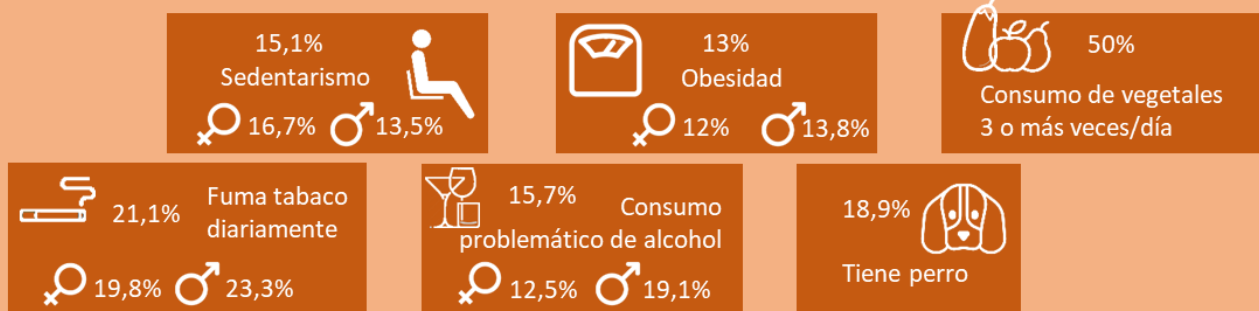 15,1%
Sedentarismo
16,7% 13,5%
13%
Obesidad
12% 13,8%
50%
Consumo de vegetales
3 o más veces/día
21,1%
Fuma tabaco
diariamente
19,8% 23,3%
15,7%
Consumo
problemático de alcohol
12,5% 19,1%
18,9%
Tiene perro